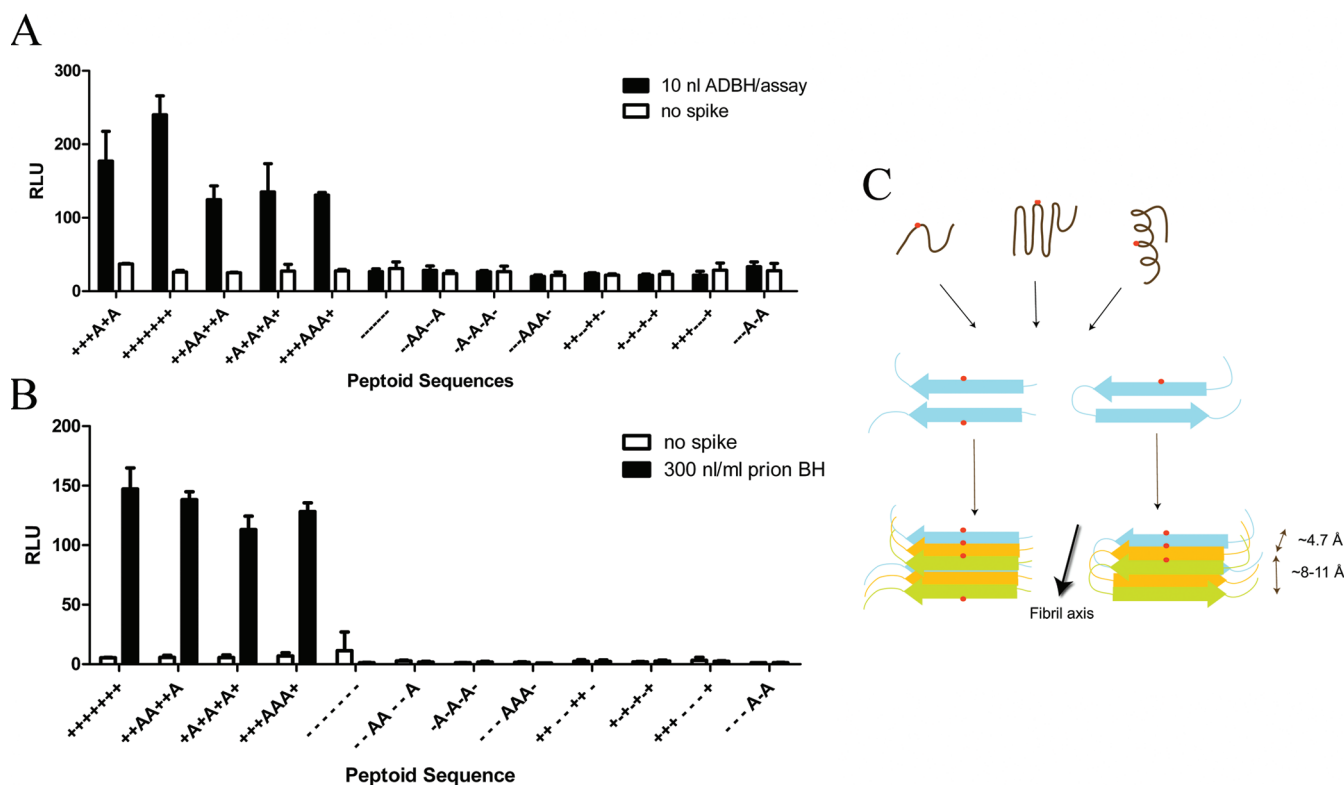 A
300
200
100
0
RLU
10 nl ADBH/assay
no spike
+++A+A
++++++
++AA++A
+A+A+A+
+++AAA+
-------
--AA--A
-A-A-A-
---AAA-
++--++-
+-+-+-+
+++---+
---A-A
Peptoid Sequences
B
200
150
100
50
0
RLU
no spike
300 nl/ml prion BH
+++++++
++AA++A
+A+A+A+
+++AAA+
- - - - - - -
- - AA - - A
-A-A-A-
- - - AAA-
++ - - ++ -
+-+-+-+
+++ - - - +
- - - A-A
Peptoid Sequence
C
~4.7 Å
~8-11 Å
Fibril axis